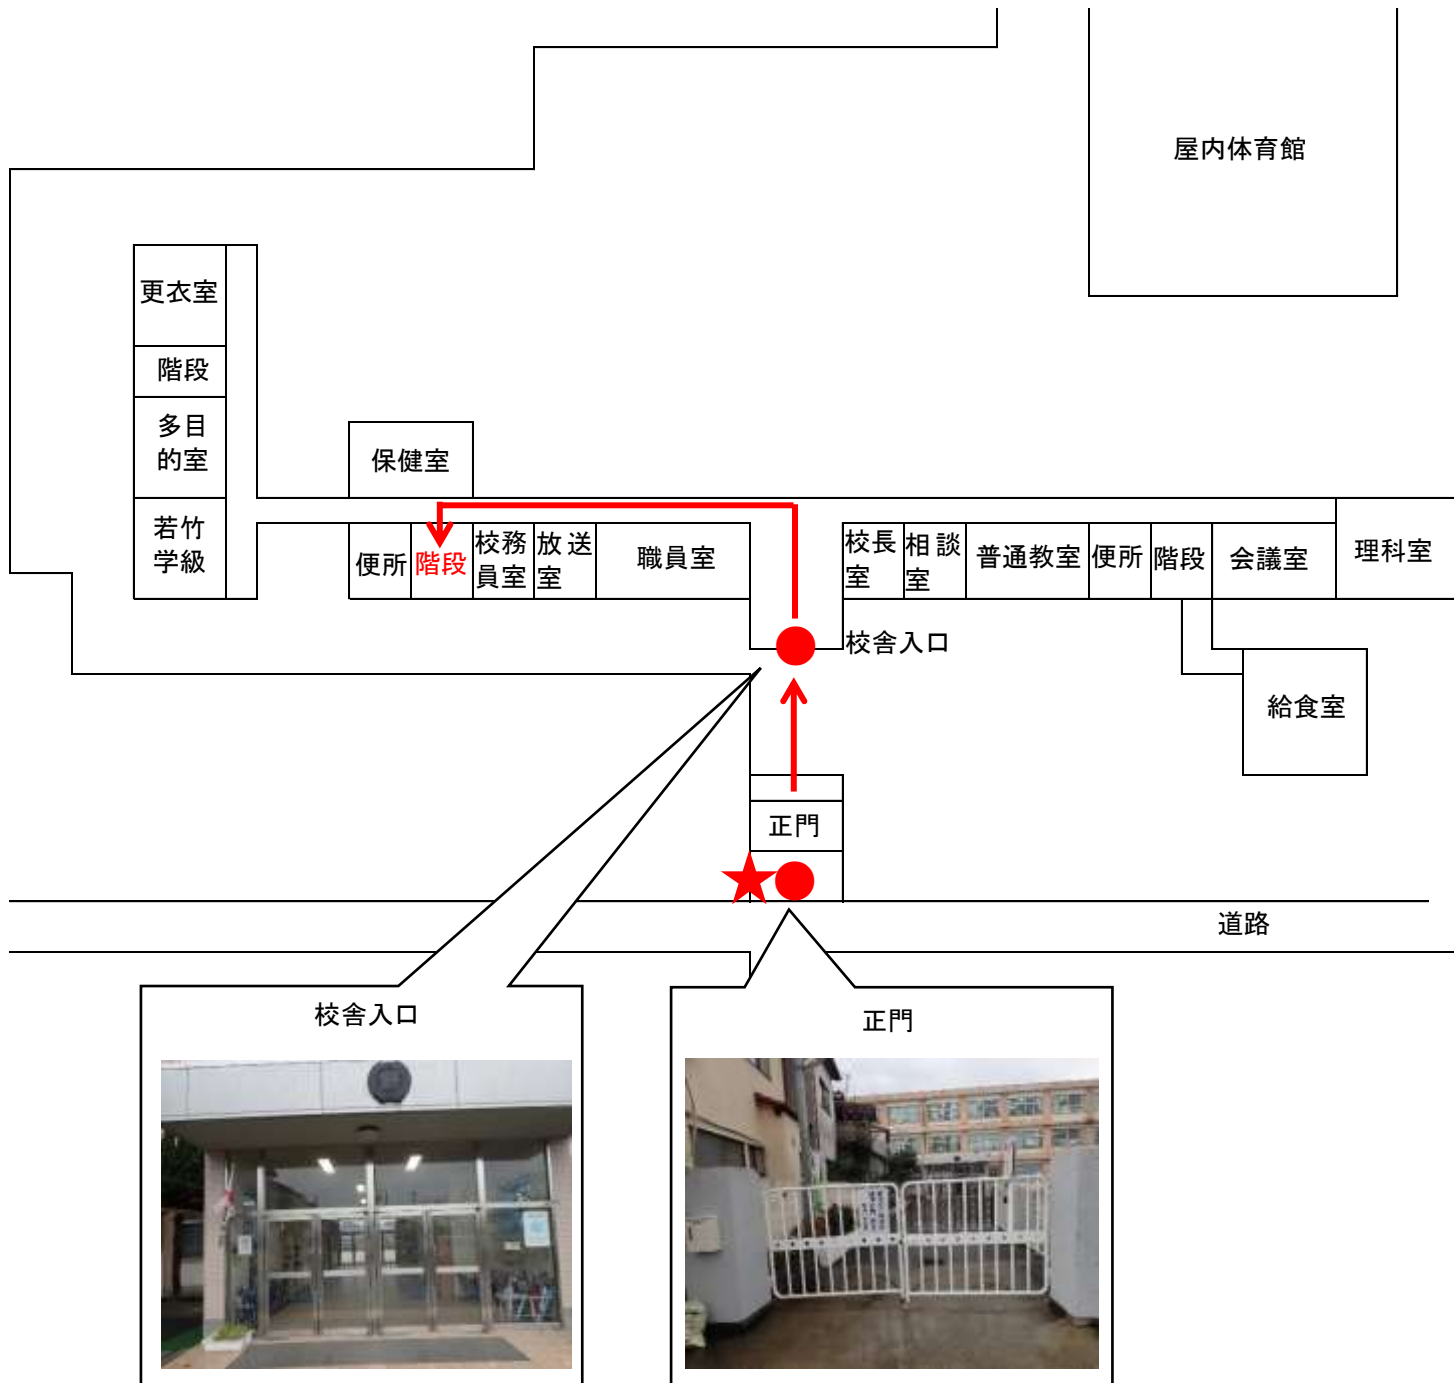 屋内体育館
更衣室
階段
多目
的室
若竹
学級
保健室
便所
階段
校務
員室
放送
室
職員室
校長
室
相談
室
普通教室
便所
階段
会議室
理科室
校舎入口
給食室
正門
道路
校舎入口
正門